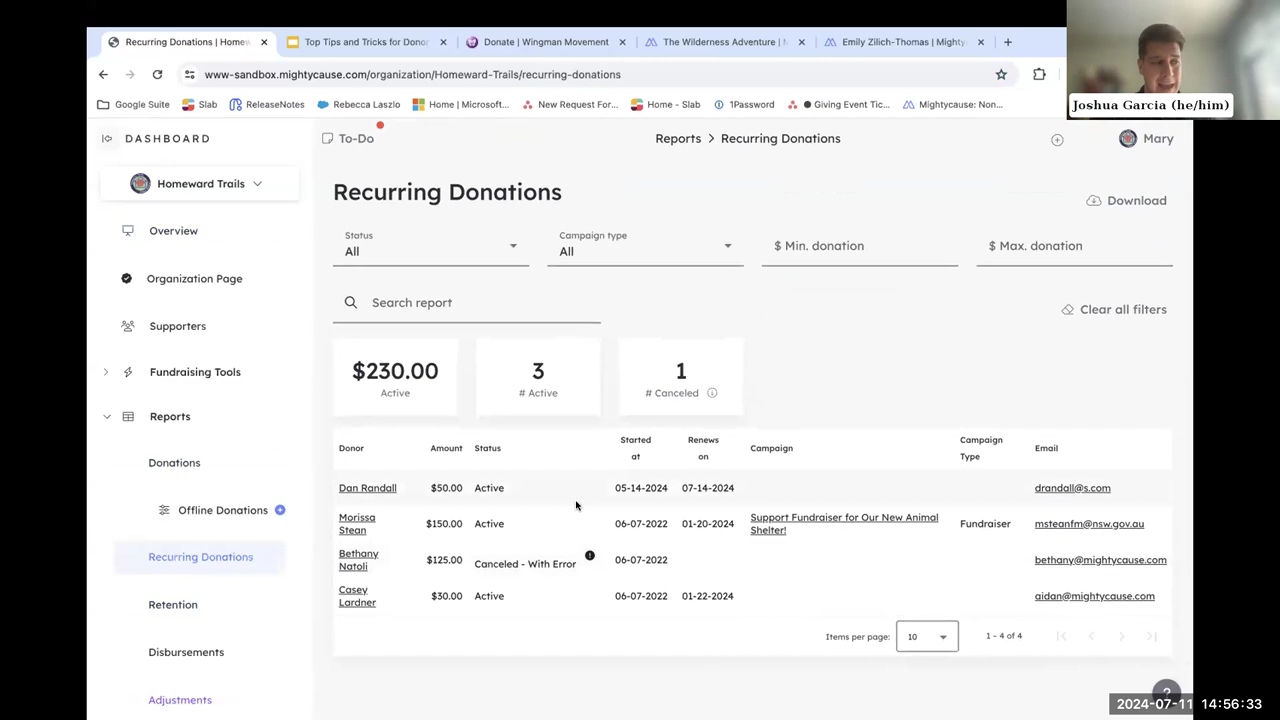 Recurring Donations | Homew
Top Tips and Tricks for Donor
Donate | Wingman Movement
The Wilderness Adventure | M
Emily Zilich-Thomas | Mighty
www-sandbox.mightycause.com/organization/Homeward-Trails/recurring-donations
Google Suite
Slab
ReleaseNotes
Rebecca Laszlo
Home | Microsoft...
New Request For...
Home - Slab
1Password
Giving Event Tic...
Mightycause: Non...
Joshua Garcia (he/him)
DASHBOARD
To-Do
Reports > Recurring Donations
Mary
Homeward Trails
Overview
Organization Page
Supporters
Fundraising Tools
Reports
Donations
Offline Donations
Recurring Donations
Retention
Disbursements
Adjustments
Recurring Donations
Download
Status
All
Campaign type
All
$ Min. donation
$ Max. donation
Search report
Clear all filters
$230.00
Active
3
# Active
1
# Canceled
Donor Amount Status Started at Renews on Campaign Campaign Type Email
Dan Randall $50.00 Active 05-14-2024 07-14-2024 drandall@s.com
Morissa Stean $150.00 Active 06-07-2022 01-20-2024 Support Fundraiser for Our New Animal Shelter! Fundraiser msteanfm@nsw.gov.au
Bethany Natoli $125.00 Canceled - With Error 06-07-2022 bethany@mightycause.com
Casey Lardner $30.00 Active 06-07-2022 01-22-2024 aidan@mightycause.com
Items per page: 10 1 - 4 of 4
?
2024-07-11 14:56:33